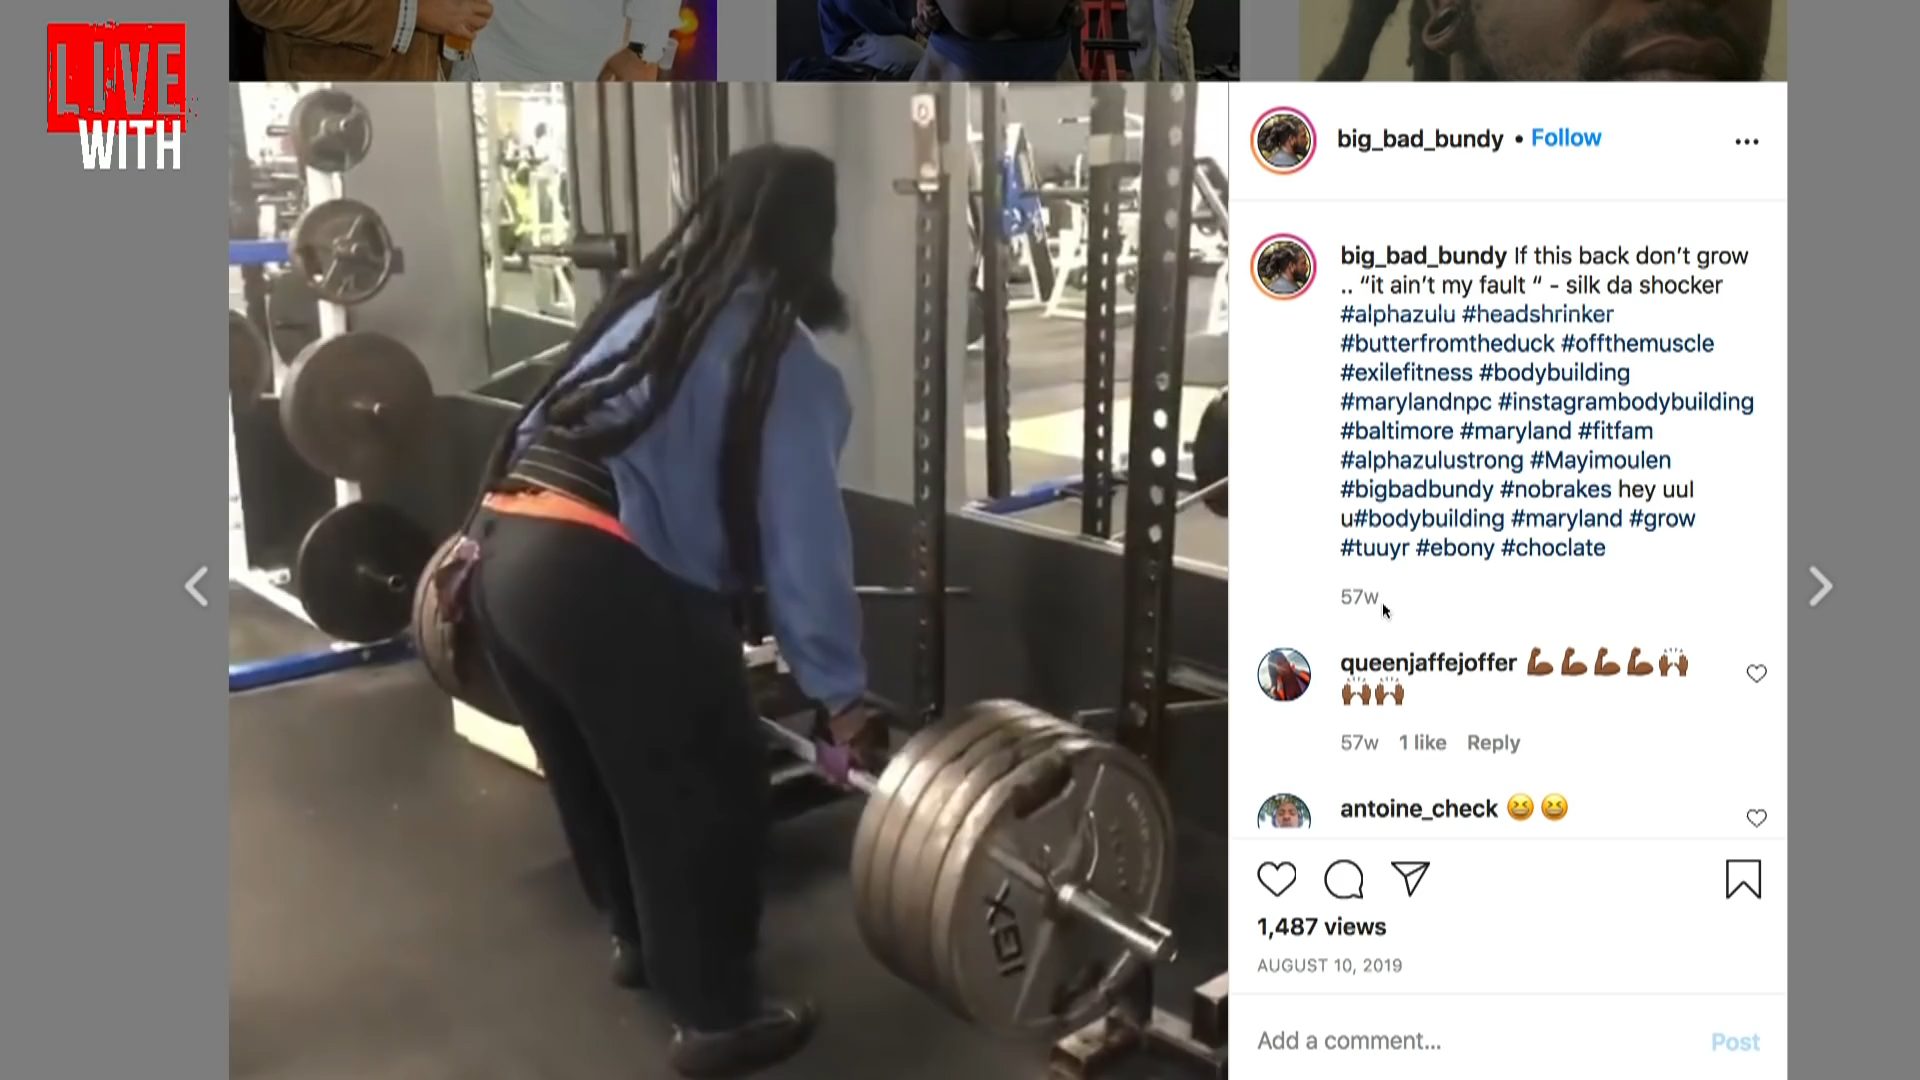 LIVE
WITH
big_bad_bundy • Follow
big_bad_bundy If this back don’t grow
.. “it ain’t my fault “ - silk da shocker
#alphazulu #headshrinker
#butterfromtheduck #offthemuscle
#exilefitness #bodybuilding
#marylandnpc #instagrambodybuilding
#baltimore #maryland #fitfam
#alphazulustrong #Mayimoulen
#bigbadbundy #nobrakes hey uul
u#bodybuilding #maryland #grow
#tuuyr #ebony #choclate
57w
queenjaffejoffer 💪🏾💪🏾💪🏾💪🏾🙌🏾
🙌🏾🙌🏾
57w 1 like Reply
antoine_check 😆 😆
1,487 views
AUGUST 10, 2019
Add a comment... Post